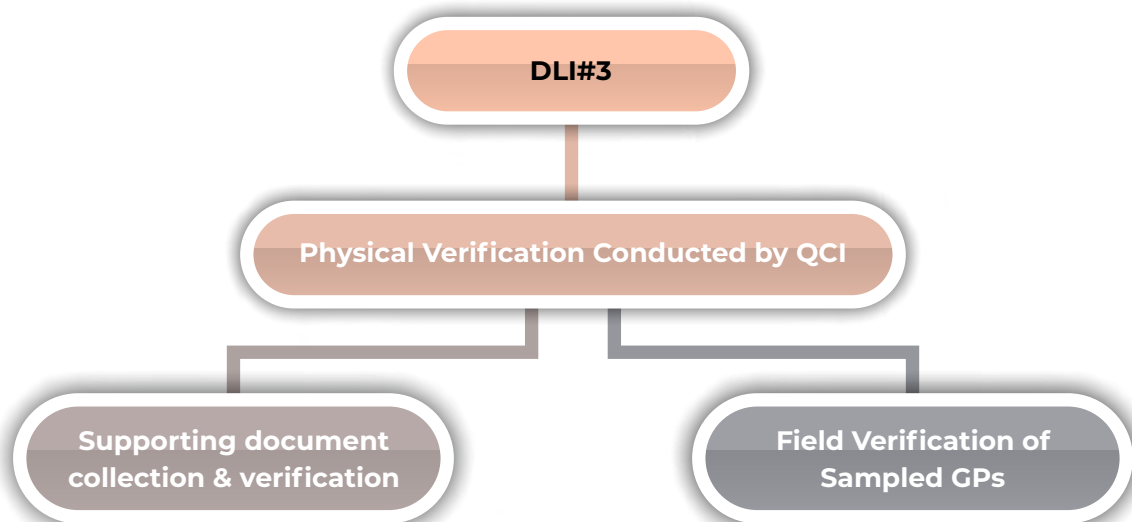 DLI#3
Physical Verification Conducted by QCI
Supporting document
collection & verification
Field Verification of
Sampled GPs